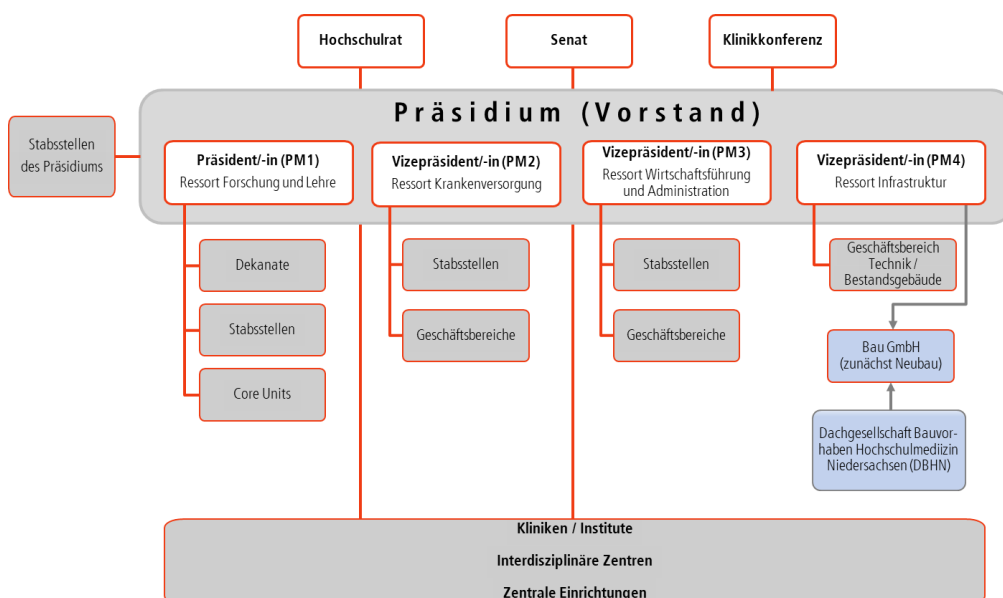 Hochschulrat
Senat
Klinikkonferenz
Präsidium (Vorstand)
Stabsstellen
des Präsidiums
Präsident/-in (PM1)
Ressort Forschung und Lehre
Vizepräsident/-in (PM2)
Ressort Krankenversorgung
Vizepräsident/-in (PM3)
Ressort Wirtschaftsführung
und Administration
Vizepräsident/-in (PM4)
Ressort Infrastruktur
Dekanate
Stabsstellen
Core Units
Stabsstellen
Geschäftsbereiche
Stabsstellen
Geschäftsbereiche
Geschäftsbereich
Technik /
Bestandsgebäude
Bau GmbH
(zunächst Neubau)
Dachgesellschaft Bauvor-
haben Hochschulmediizin
Niedersachsen (DBHN)
Kliniken / Institute
Interdisziplinäre Zentren
Zentrale Einrichtungen